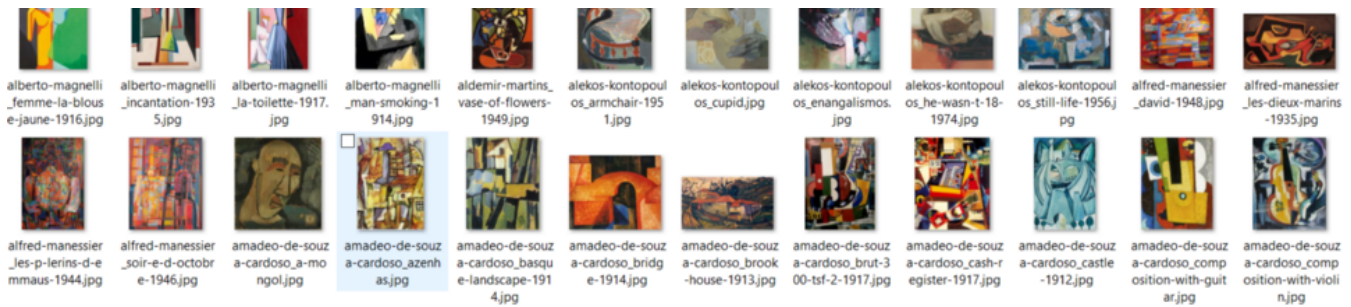 alberto-magnelli
_femme-la-blous
e-jaune-1916.jpg
alberto-magnelli
_incantation-193
5.jpg
alberto-magnelli
_la-toilette-1917.
jpg
alberto-magnelli
_man-smoking-1
914.jpg
aldemir-martins_
vase-of-flowers-
1949.jpg
alekos-kontopoul
os_armchair-195
1.jpg
alekos-kontopoul
os_cupid.jpg
alekos-kontopoul
os_enangalismos.
jpg
alekos-kontopoul
os_he-wasn-t-18-
1974.jpg
alekos-kontopoul
os_still-life-1956.j
pg
alfred-manessier
_david-1948.jpg
alfred-manessier
_les-dieux-marins
-1935.jpg
alfred-manessier
_les-p-lerins-d-e
mmaus-1944.jpg
alfred-manessier
_soir-e-d-octobr
e-1946.jpg
amadeo-de-souz
a-cardoso_a-mo
ngol.jpg
amadeo-de-souz
a-cardoso_azenh
as.jpg
amadeo-de-souz
a-cardoso_basqu
e-landscape-191
4.jpg
amadeo-de-souz
a-cardoso_bridg
e-1914.jpg
amadeo-de-souz
a-cardoso_brook
-house-1913.jpg
amadeo-de-souz
a-cardoso_brut-3
00-tsf-2-1917.jpg
amadeo-de-souz
a-cardoso_cash-r
egister-1917.jpg
amadeo-de-souz
a-cardoso_castle
-1912.jpg
amadeo-de-souz
a-cardoso_comp
osition-with-guit
ar.jpg
amadeo-de-souz
a-cardoso_comp
osition-with-violi
n.jpg